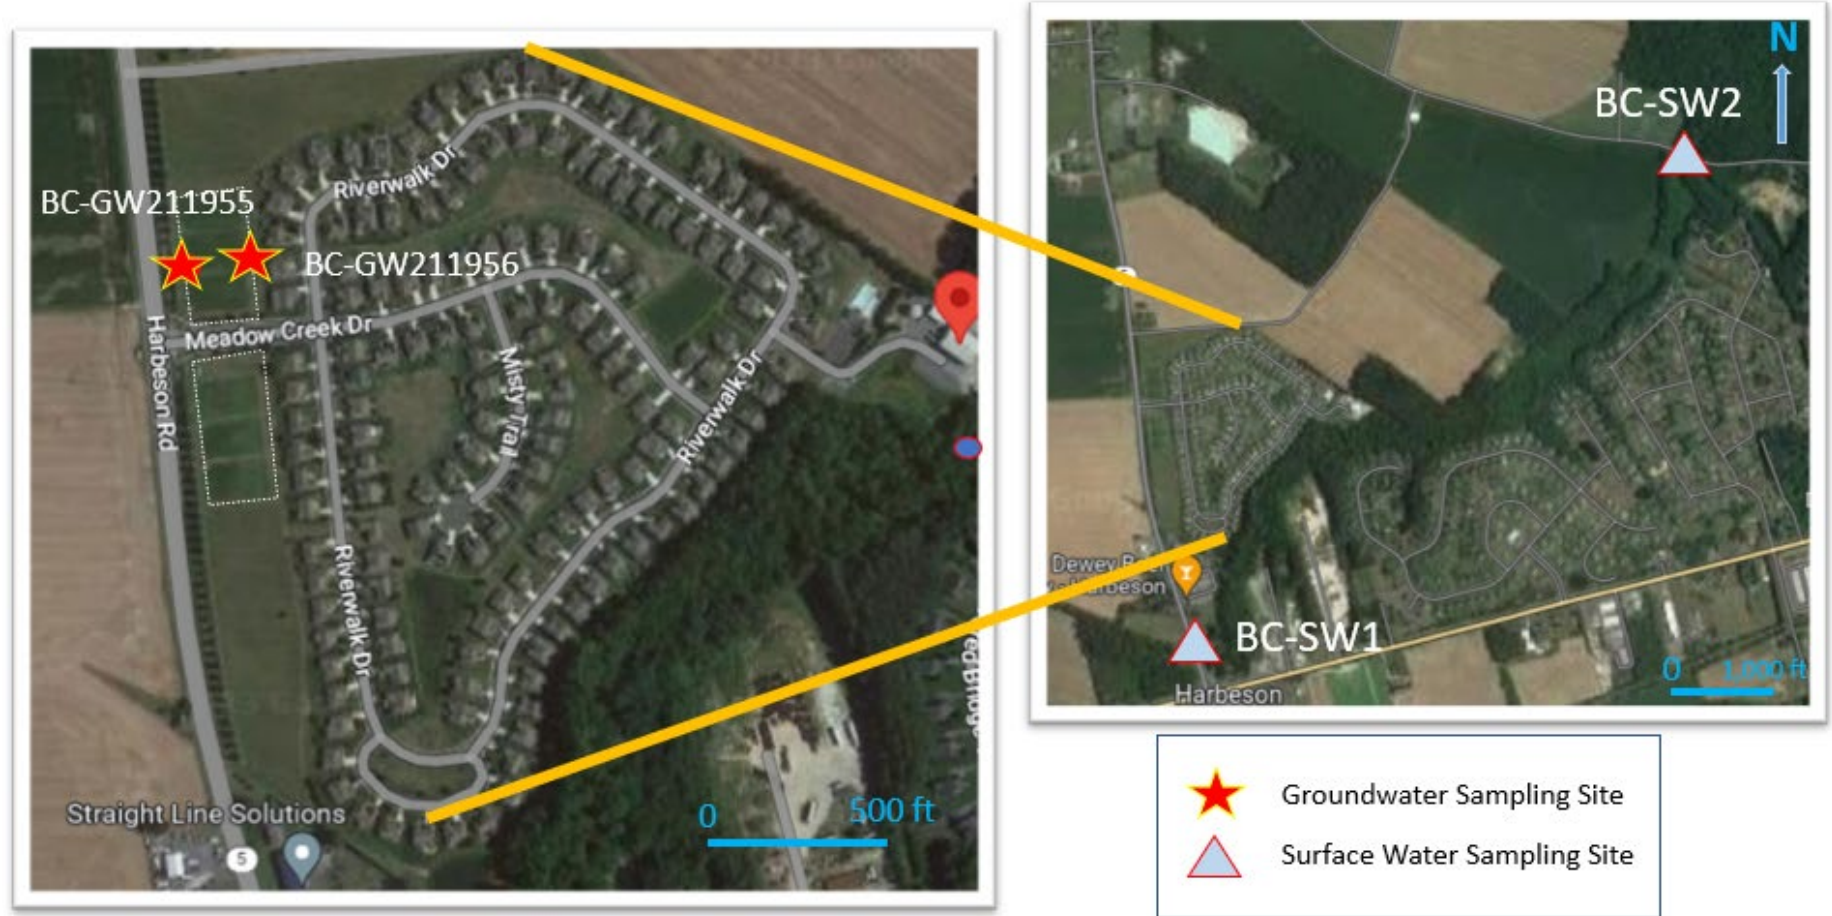 BC-GW211955
BC-GW211956
Riverwalk Dr
Meadow Creek Dr
Harbeson Rd
Misty Trail
Riverwalk Dr
Riverwalk Dr
Straight Line Solutions
5
0
500 ft
N
BC-SW2
Dewey
BC-SW1
Harbeson
0
1,000 ft
Groundwater Sampling Site
Surface Water Sampling Site